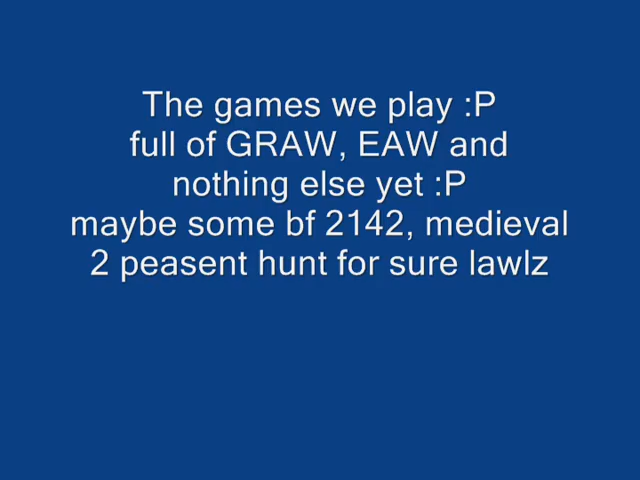 The games we play :P
full of GRAW, EAW and
nothing else yet :P
maybe some bf 2142, medieval
2 peasent hunt for sure lawlz